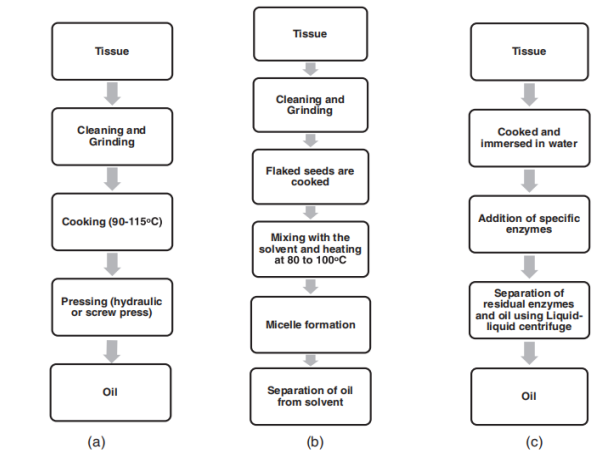 Tissue
Cleaning and
Grinding
Cooking (90-115ºC)
Pressing (hydraulic
or screw press)
Oil
(a)
Tissue
Cleaning and
Grinding
Flaked seeds are
cooked
Mixing with the
solvent and heating
at 80 to 100ºC
Micelle formation
Separation of oil
from solvent
(b)
Tissue
Cooked and
immersed in water
Addition of specific
enzymes
Separation of
residual enzymes
and oil using Liquid-
liquid centrifuge
Oil
(c)